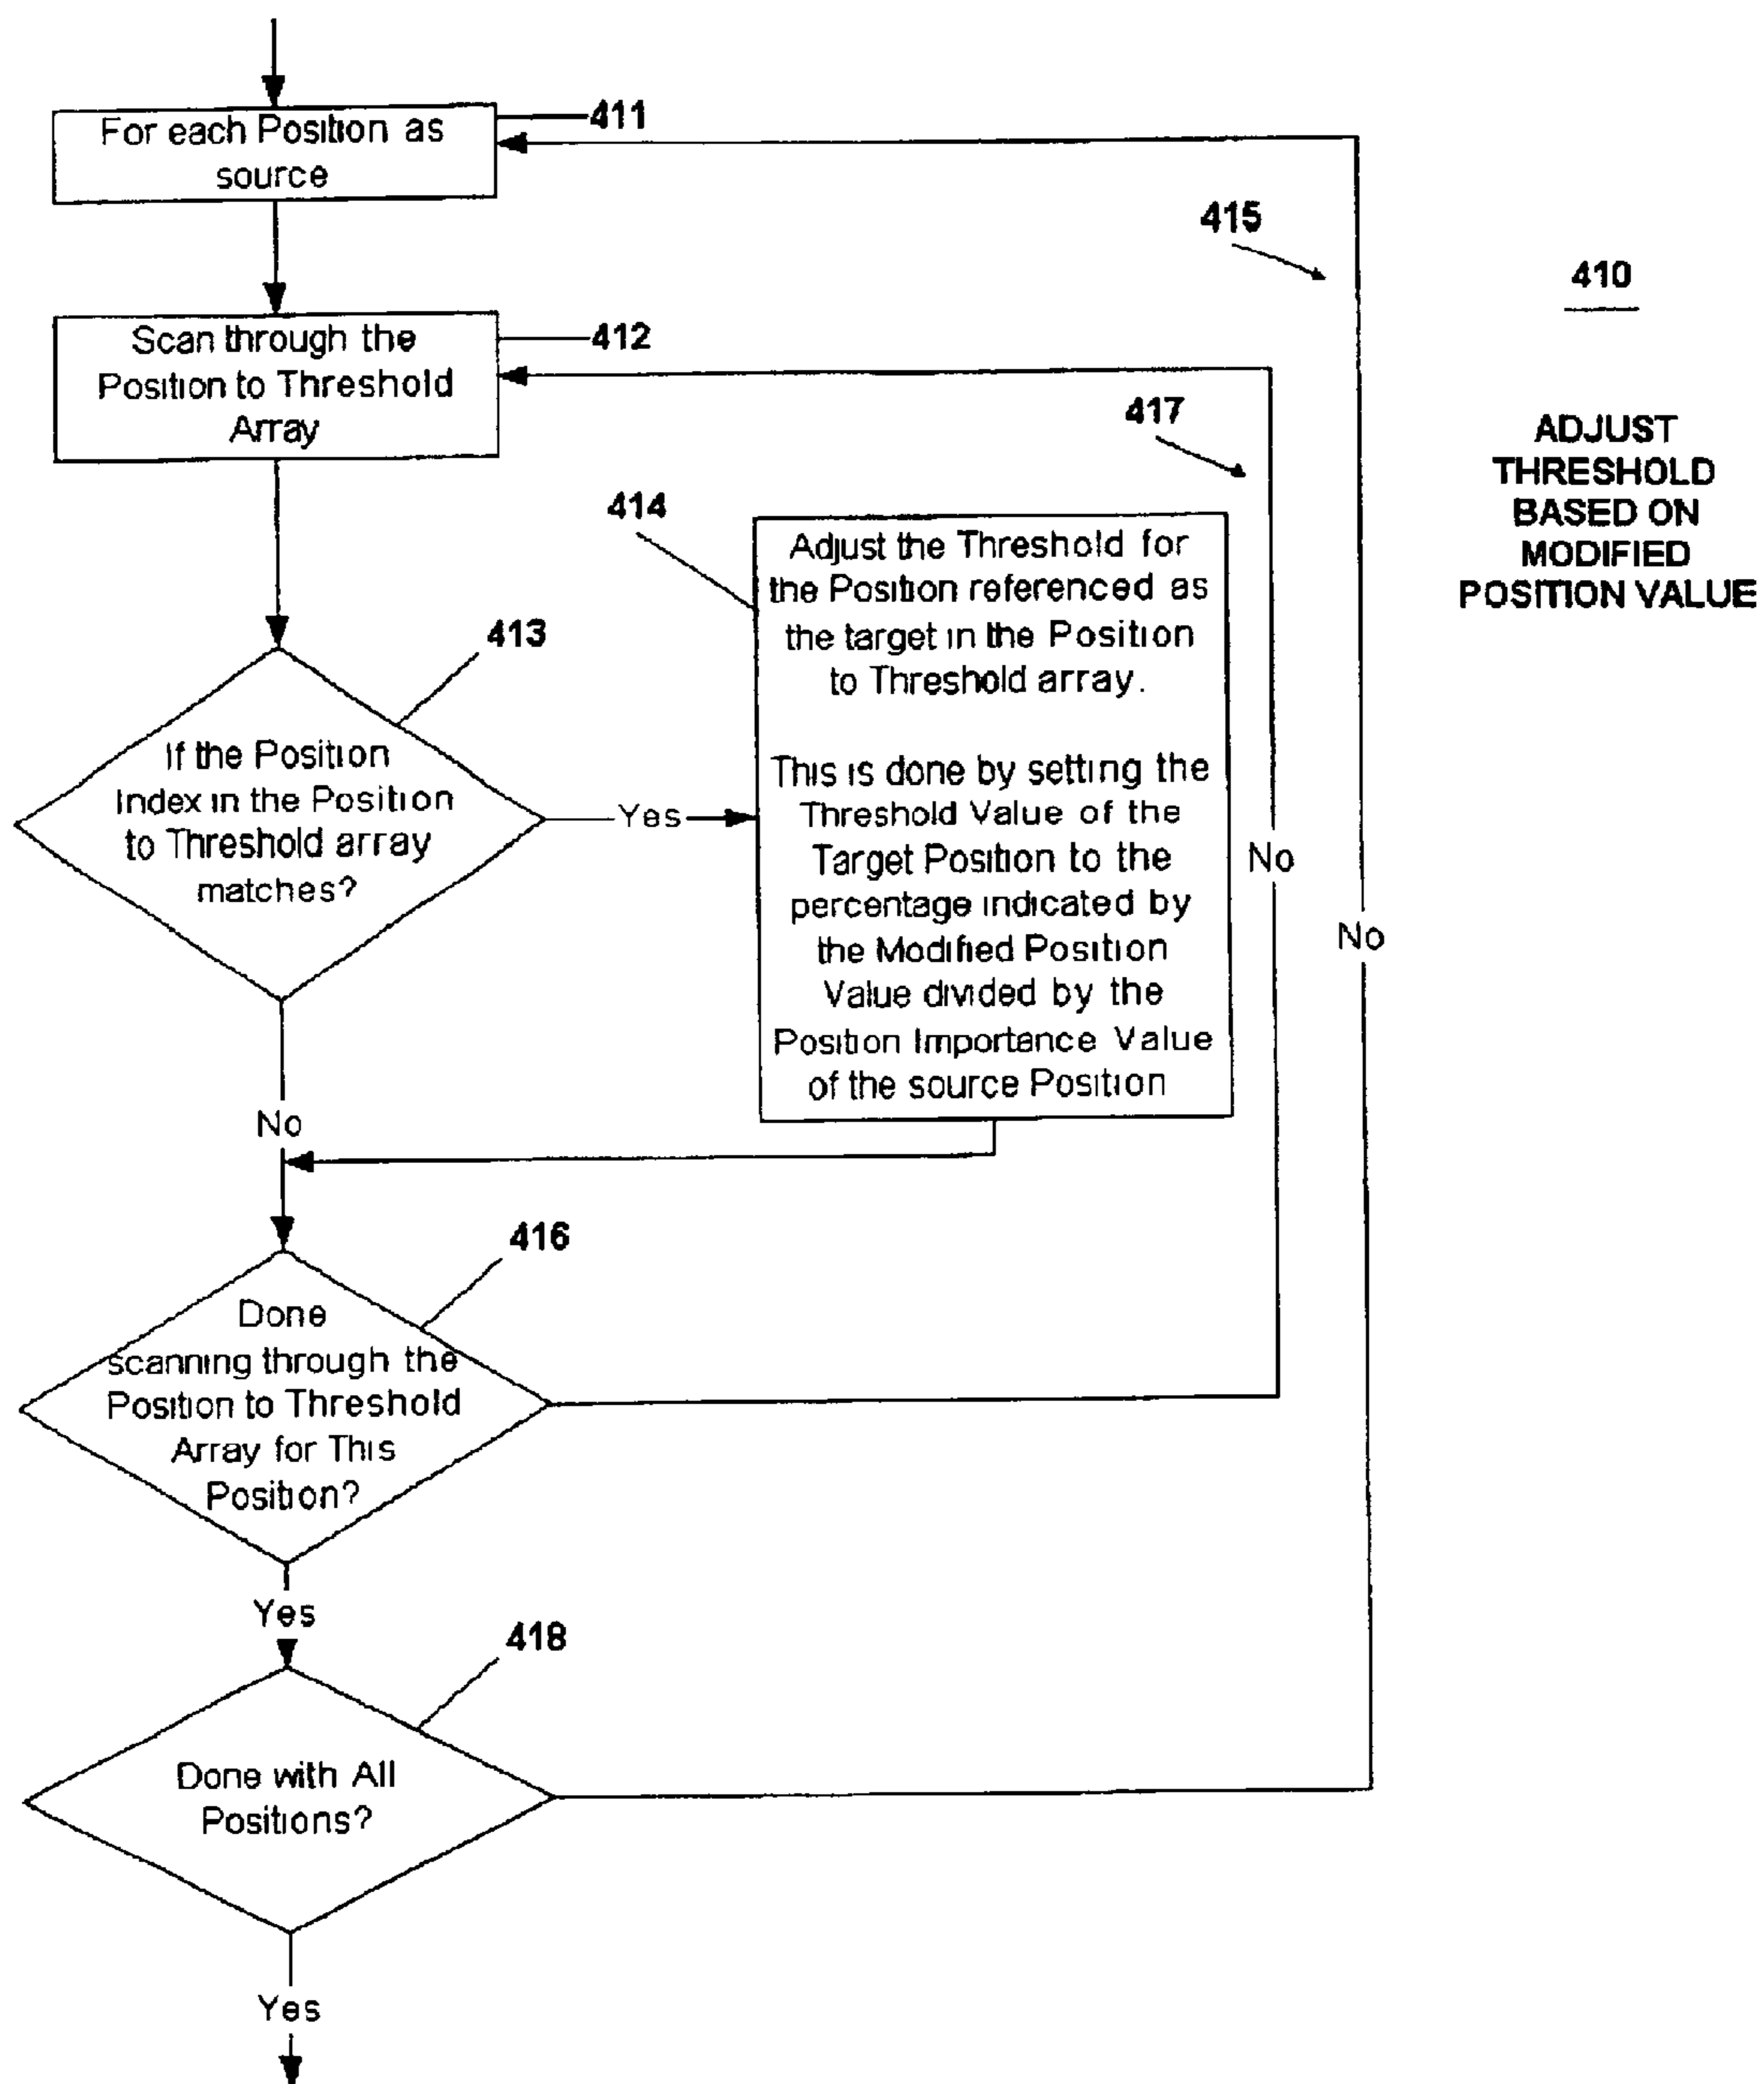 For each Position as
source
411
415
410
Scan through the
Position to Threshold
Array
412
417
ADJUST
THRESHOLD
BASED ON
MODIFIED
POSITION VALUE
414
Adjust the Threshold for
the Position referenced as
the target in the Position
to Threshold array.
This is done by setting the
Threshold Value of the
Target Position to the
percentage indicated by
the Modified Position
Value divided by the
Position Importance Value
of the source Position
413
If the Position
Index in the Position
to Threshold array
matches?
Yes
No
No
No
416
Done
scanning through the
Position to Threshold
Array for This
Position?
Yes
418
Done with All
Positions?
Yes